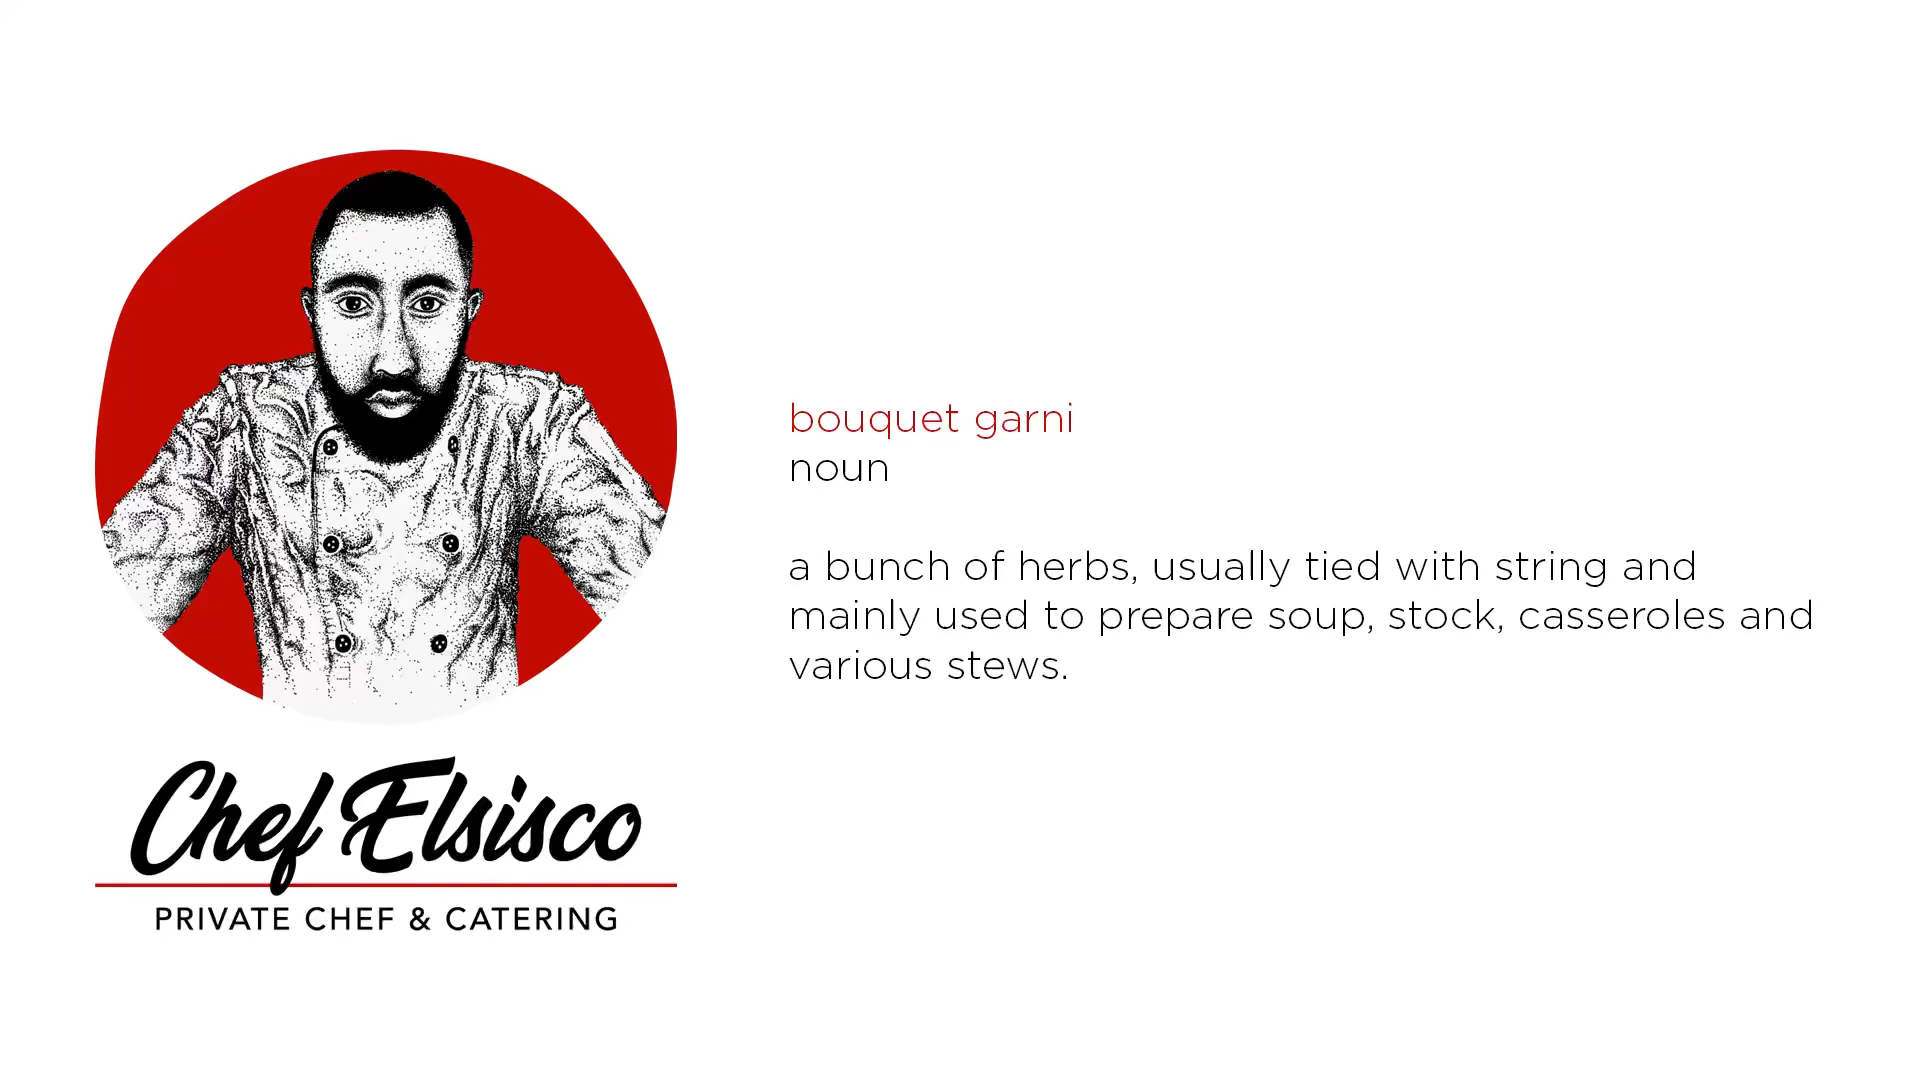 bouquet garni
noun
a bunch of herbs, usually tied with string and
mainly used to prepare soup, stock, casseroles and
various stews.
Chef Elsisco
PRIVATE CHEF & CATERING